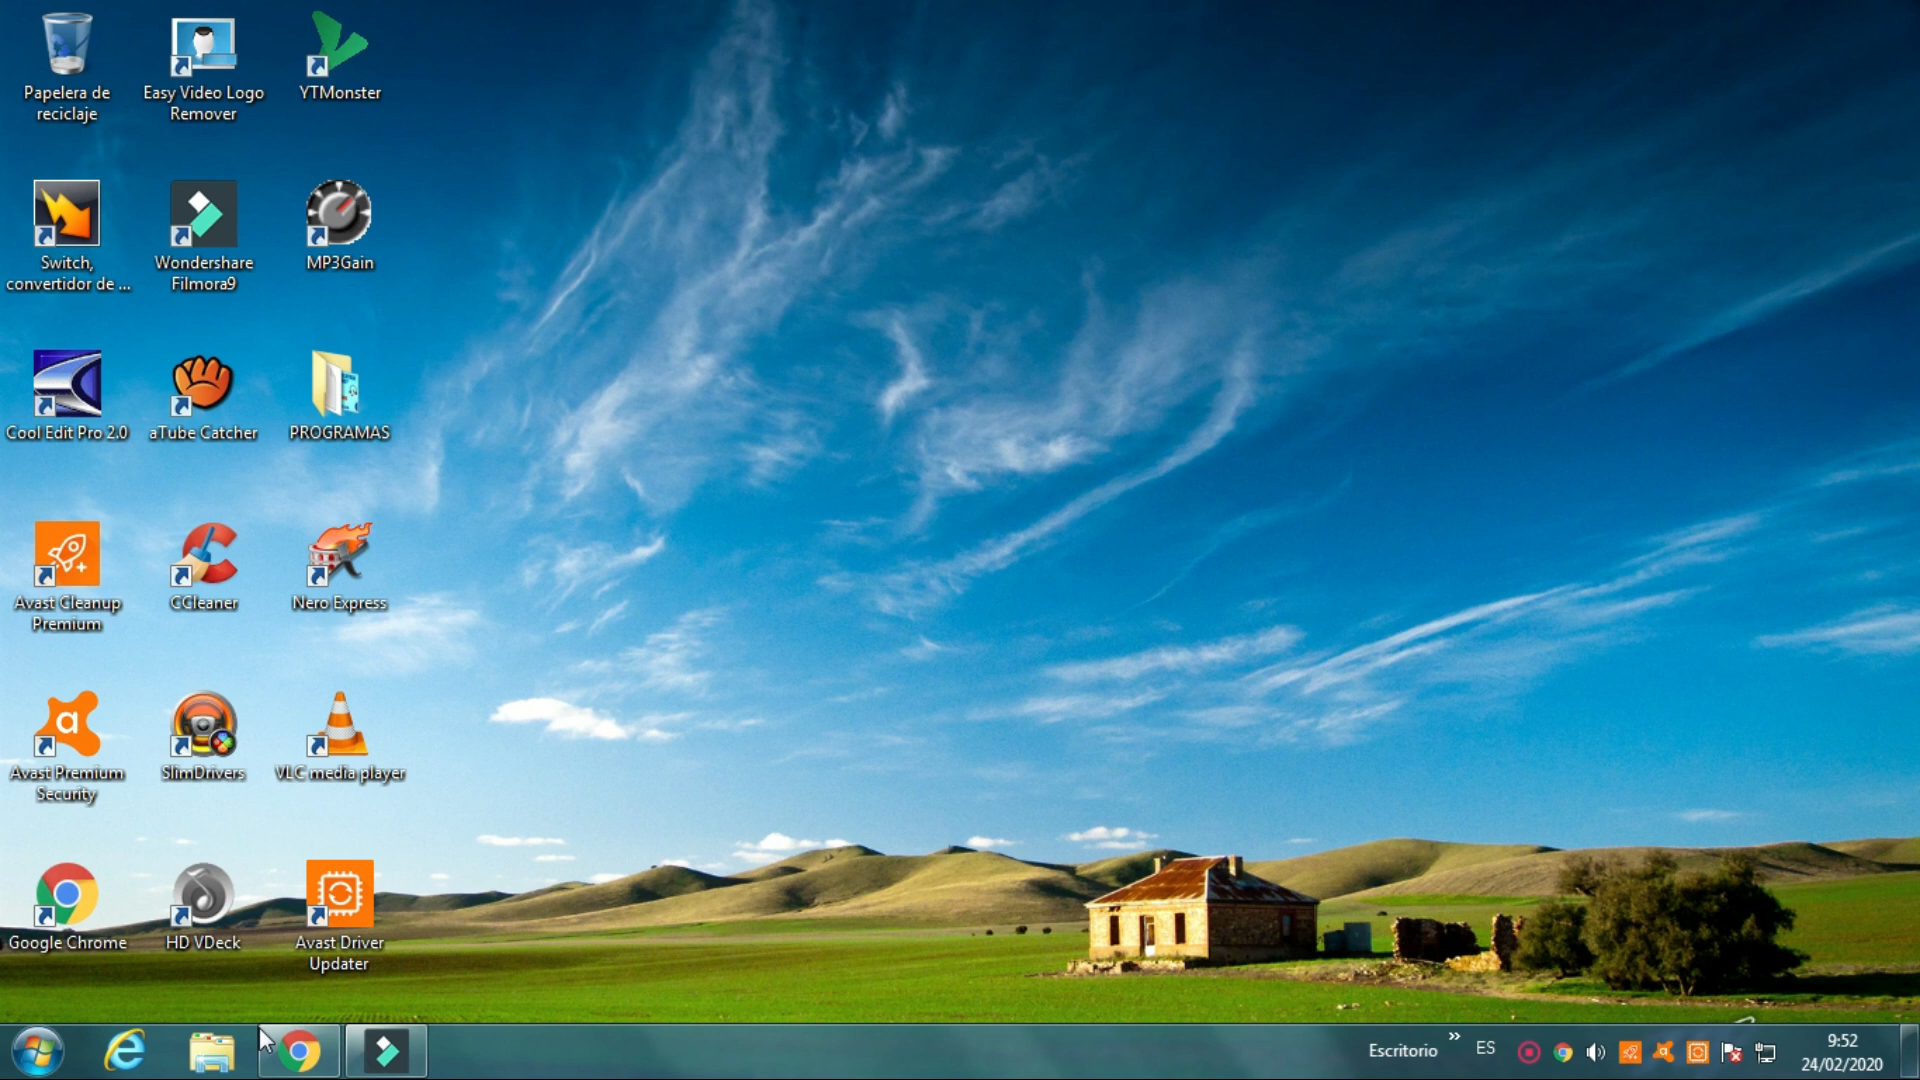 Papelera de
reciclaje
Easy Video Logo
Remover
YTMonster
Switch,
convertidor de ...
Wondershare
Filmora9
MP3Gain
Cool Edit Pro 2.0
aTube Catcher
PROGRAMAS
Avast Cleanup
Premium
CCleaner
Nero Express
Avast Premium
Security
SlimDrivers
VLC media player
Google Chrome
HD VDeck
Avast Driver
Updater
Escritorio
»
ES
9:52
24/02/2020